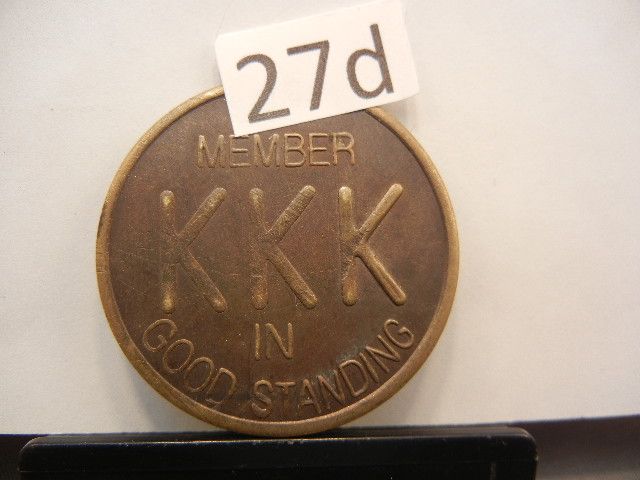 27d
MEMBER
KKK
IN
GOOD STANDING